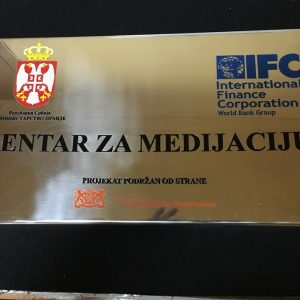 Република Србија
МИНИСТАРСТВО ПРАВДЕ
IFC
International
Finance
Corporation
World Bank Group
ENTAR ZA MEDIJACIJU
PROJEKAT PODRŽAN OD STRANE